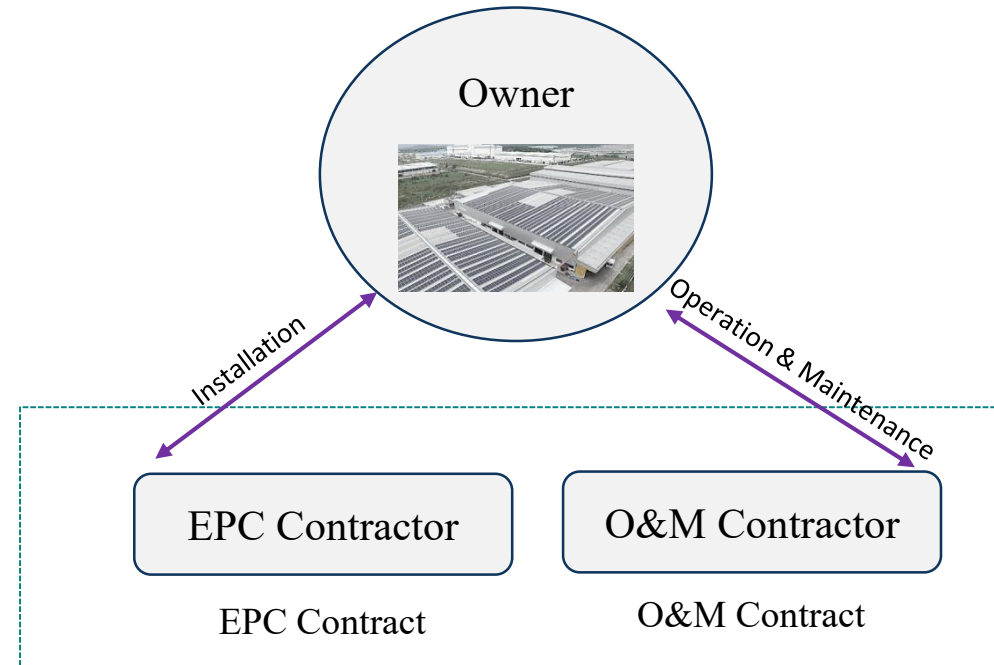 Owner
Installation
Operation & Maintenance
EPC Contractor
O&M Contractor
EPC Contract
O&M Contract